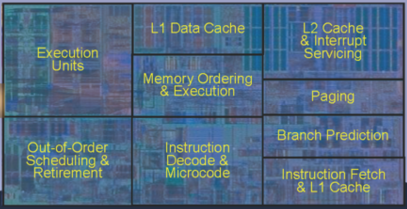 Execution
Units
L1 Data Cache
L2 Cache
& Interrupt
Servicing
Memory Ordering
& Execution
Paging
Out-of-Order
Scheduling &
Retirement
Instruction
Decode &
Microcode
Branch Prediction
Instruction Fetch
& L1 Cache